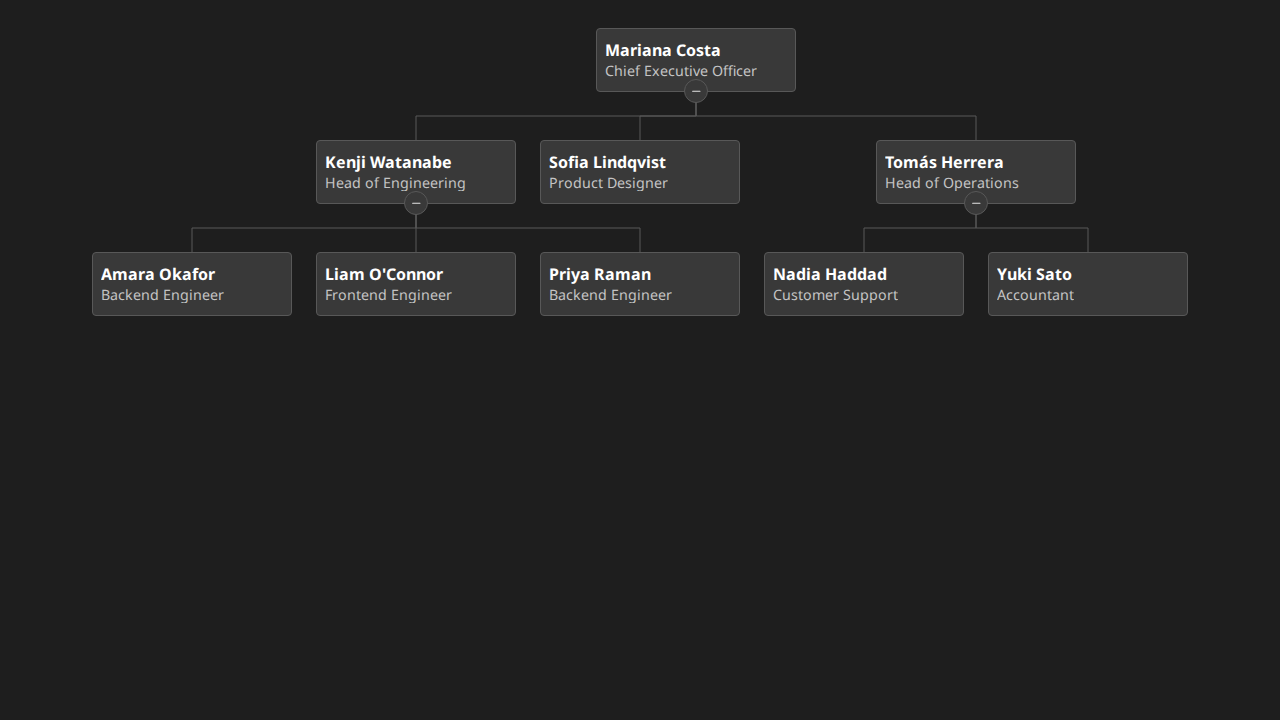 Mariana Costa
Chief Executive Officer
Kenji Watanabe
Head of Engineering
Sofia Lindqvist
Product Designer
Tomás Herrera
Head of Operations
Amara Okafor
Backend Engineer
Liam O'Connor
Frontend Engineer
Priya Raman
Backend Engineer
Nadia Haddad
Customer Support
Yuki Sato
Accountant